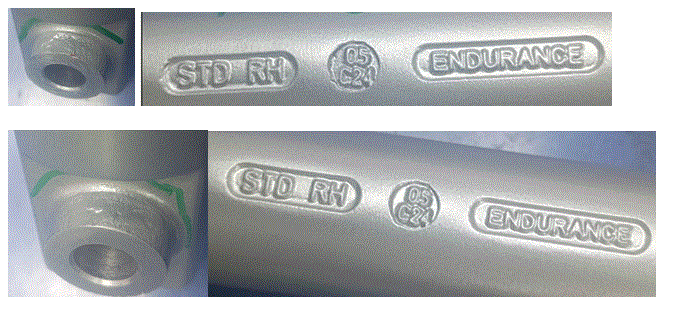 STD RH
05
C24
ENDURANCE
STD RH
05
C24
ENDURANCE